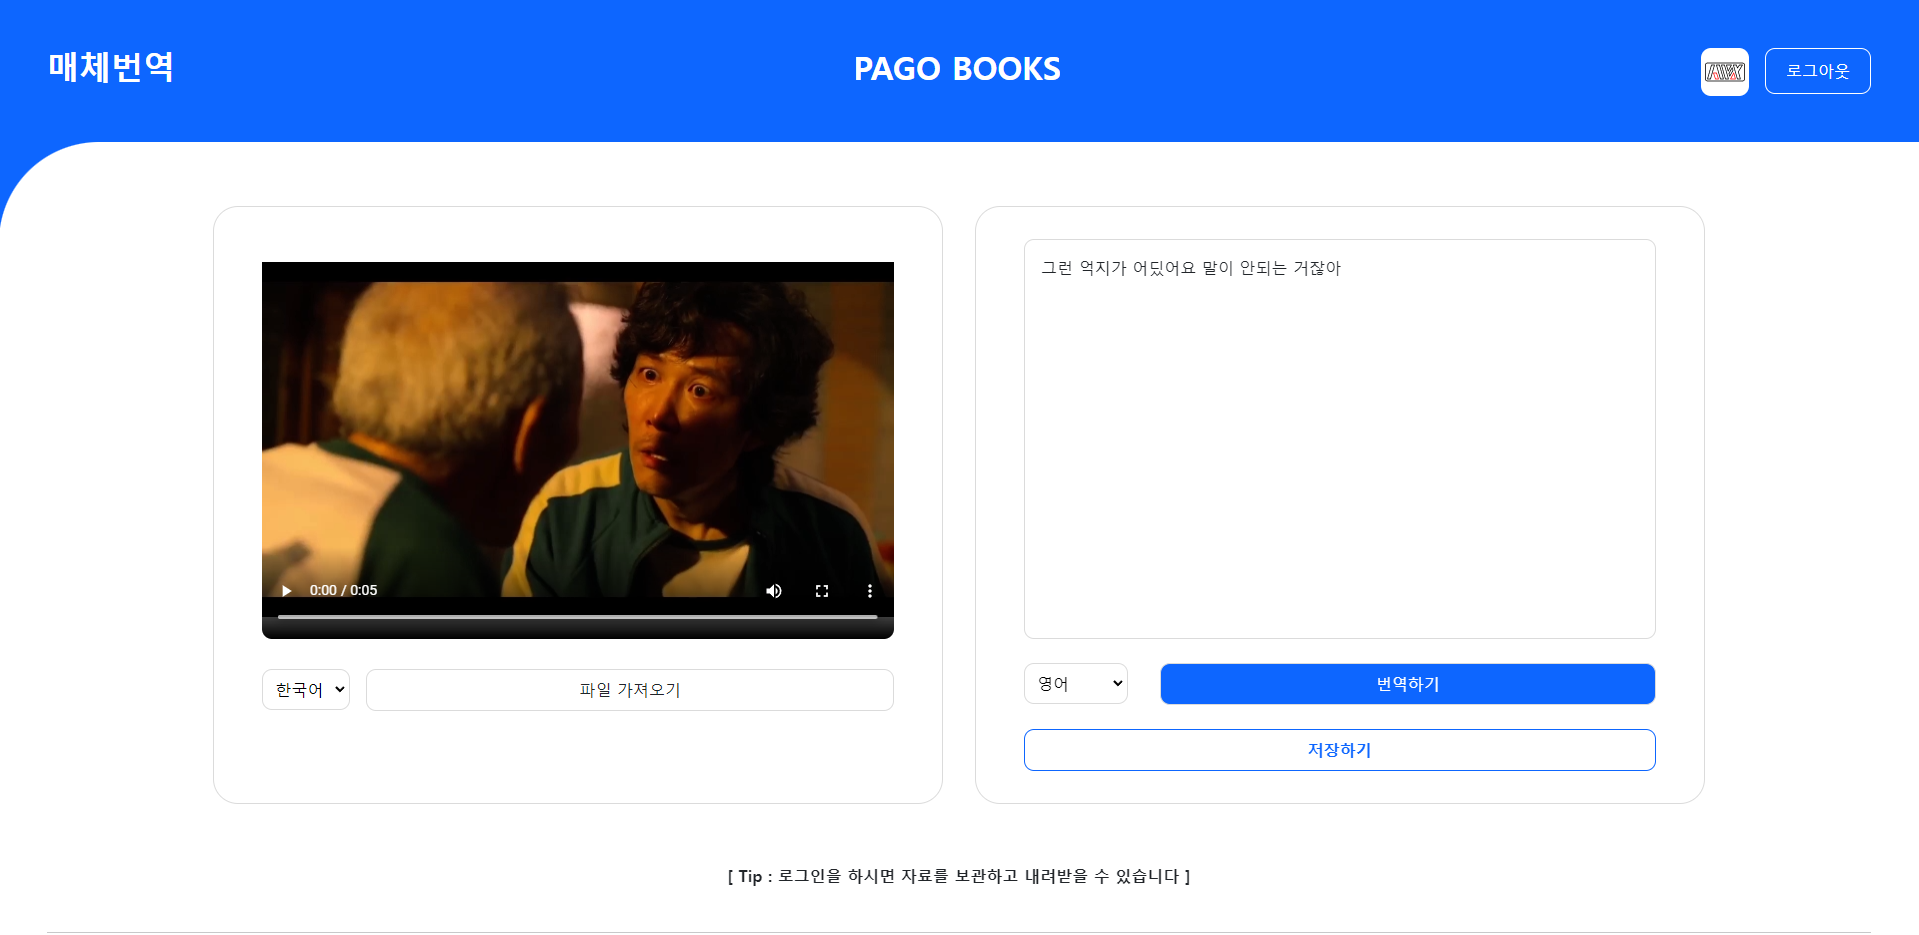 매체번역
PAGO BOOKS
로그아웃
그런 억지가 어딨어요 말이 안되는 거잖아
0:00 / 0:05
한국어
파일 가져오기
영어
번역하기
저장하기
[ Tip : 로그인을 하시면 자료를 보관하고 내려받을 수 있습니다 ]